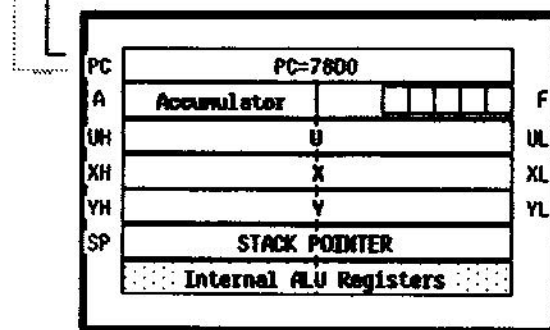 PC PC=7800
A Accumulator F
UH U UL
XH X XL
YH Y YL
SP STACK POINTER
Internal ALU Registers